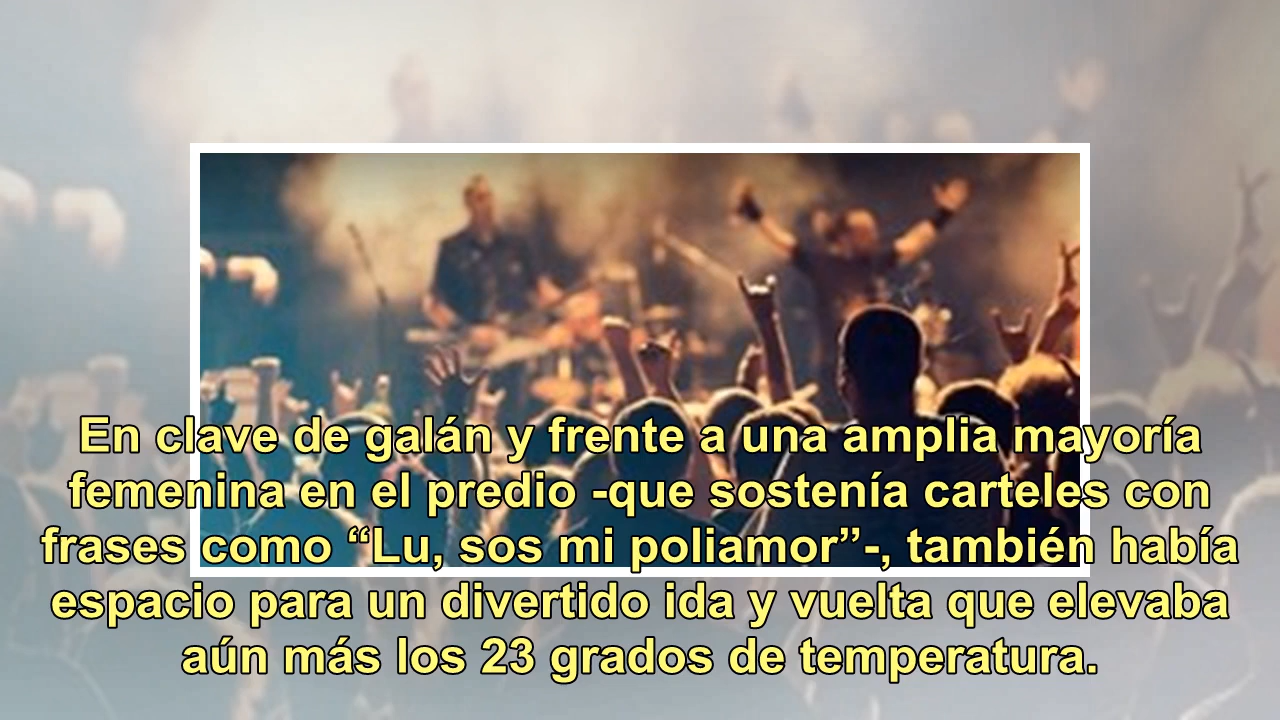 En clave de galán y frente a una amplia mayoría
femenina en el predio -que sostenía carteles con
frases como “Lu, sos mi poliamor”-, también había
espacio para un divertido ida y vuelta que elevaba
aún más los 23 grados de temperatura.